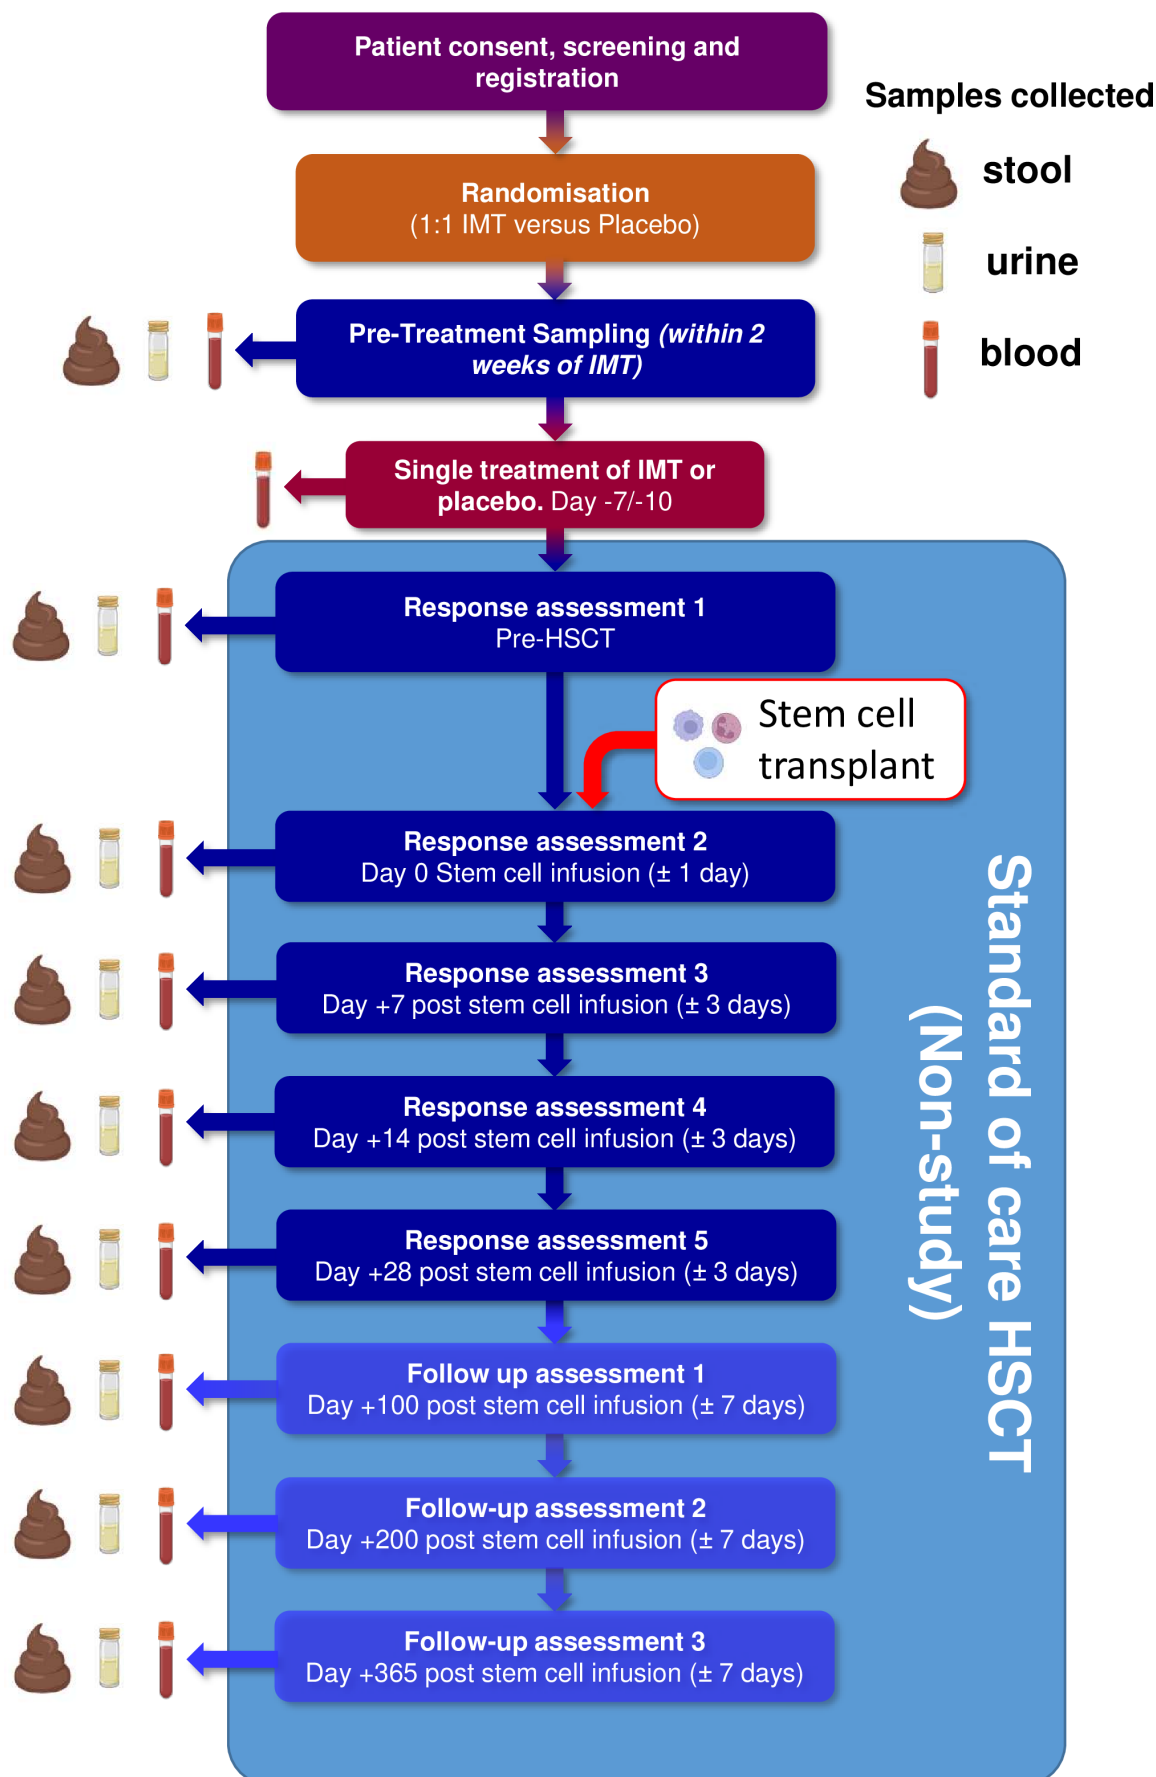 Patient consent, screening and
registration
Samples collected
stool
urine
blood
Randomisation
(1:1 IMT versus Placebo)
Pre-Treatment Sampling (within 2
weeks of IMT)
Single treatment of IMT or
placebo. Day -7/-10
Response assessment 1
Pre-HSCT
Stem cell
transplant
Response assessment 2
Day 0 Stem cell infusion (± 1 day)
Response assessment 3
Day +7 post stem cell infusion (± 3 days)
Response assessment 4
Day +14 post stem cell infusion (± 3 days)
Response assessment 5
Day +28 post stem cell infusion (± 3 days)
Follow up assessment 1
Day +100 post stem cell infusion (± 7 days)
Follow-up assessment 2
Day +200 post stem cell infusion (± 7 days)
Follow-up assessment 3
Day +365 post stem cell infusion (± 7 days)
Standard of care HSCT
(Non-study)